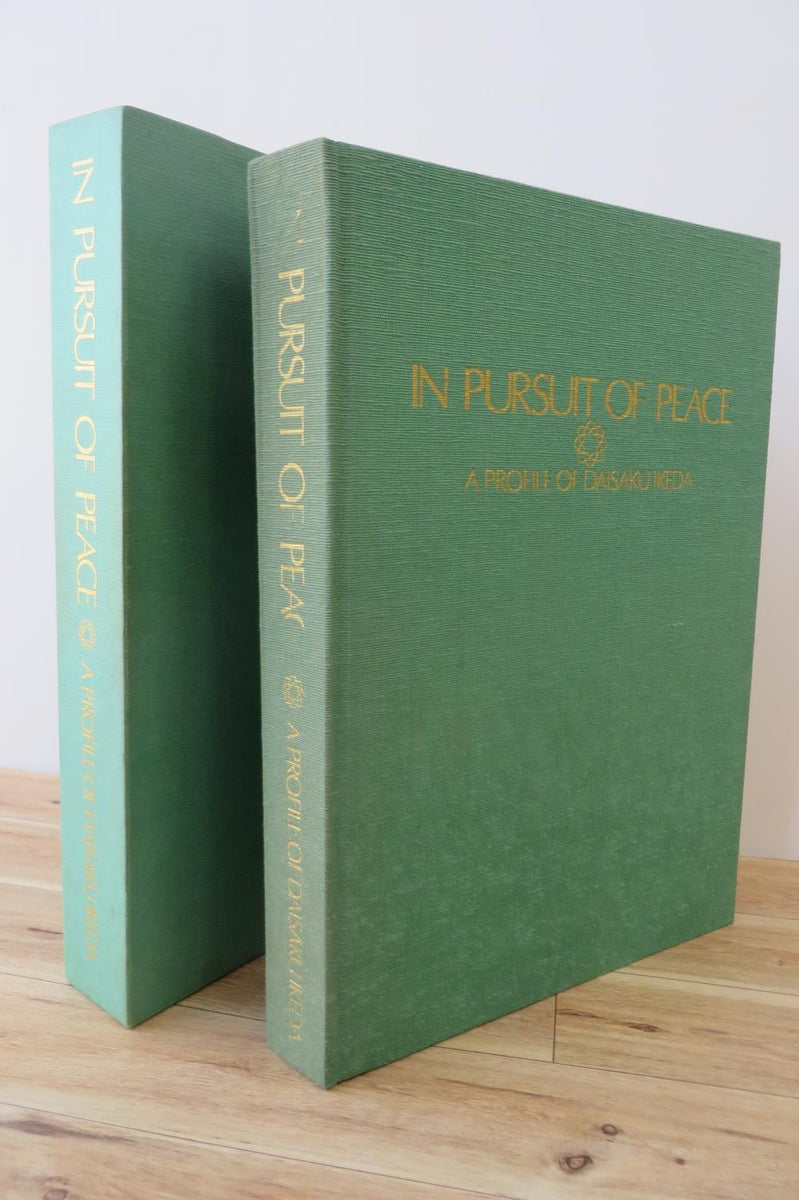 IN PURSUIT OF PEACE A PROFILE OF DAISAKU IKEDA
IN PURSUIT OF PEAC A PROFILE OF DAISAKU IKEDA
IN PURSUIT OF PEACE
A PROFILE OF DAISAKU IKEDA